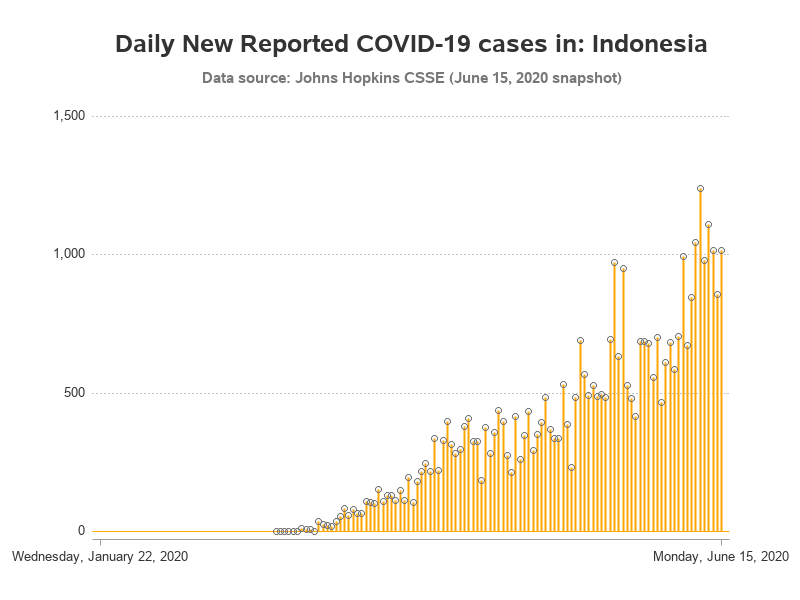 Daily New Reported COVID-19 cases in: Indonesia
Data source: Johns Hopkins CSSE (June 15, 2020 snapshot)
1,500
1,000
500
0
Wednesday, January 22, 2020 Monday, June 15, 2020